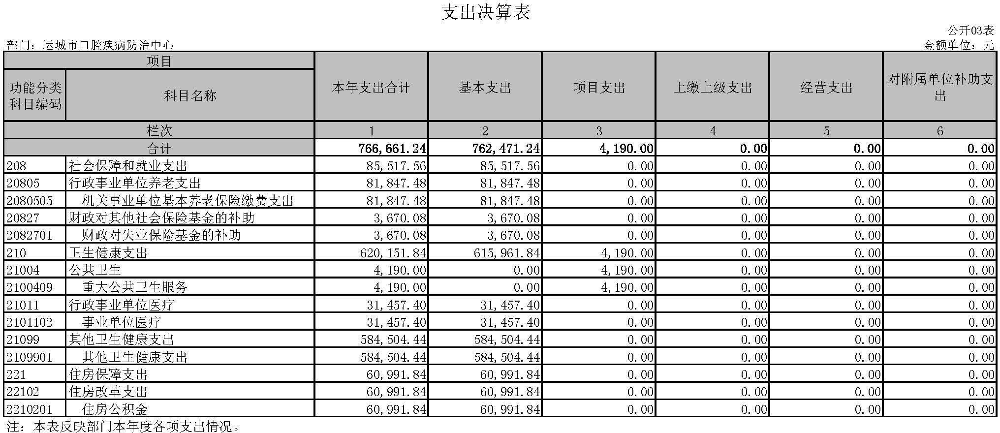 支出决算表
公开03表
部门：运城市口腔疾病防治中心 金额单位：元
项目 本年支出合计 基本支出 项目支出 上缴上级支出 经营支出 对附属单位补助支出
功能分类科目编码 科目名称
栏次 1 2 3 4 5 6
合计 766,661.24 762,471.24 4,190.00 0.00 0.00 0.00
208 社会保障和就业支出 85,517.56 85,517.56 0.00 0.00 0.00 0.00
20805 行政事业单位养老支出 81,847.48 81,847.48 0.00 0.00 0.00 0.00
2080505 机关事业单位基本养老保险缴费支出 81,847.48 81,847.48 0.00 0.00 0.00 0.00
20827 财政对其他社会保险基金的补助 3,670.08 3,670.08 0.00 0.00 0.00 0.00
2082701 财政对失业保险基金的补助 3,670.08 3,670.08 0.00 0.00 0.00 0.00
210 卫生健康支出 620,151.84 615,961.84 4,190.00 0.00 0.00 0.00
21004 公共卫生 4,190.00 0.00 4,190.00 0.00 0.00 0.00
2100409 重大公共卫生服务 4,190.00 0.00 4,190.00 0.00 0.00 0.00
21011 行政事业单位医疗 31,457.40 31,457.40 0.00 0.00 0.00 0.00
2101102 事业单位医疗 31,457.40 31,457.40 0.00 0.00 0.00 0.00
21099 其他卫生健康支出 584,504.44 584,504.44 0.00 0.00 0.00 0.00
2109901 其他卫生健康支出 584,504.44 584,504.44 0.00 0.00 0.00 0.00
221 住房保障支出 60,991.84 60,991.84 0.00 0.00 0.00 0.00
22102 住房改革支出 60,991.84 60,991.84 0.00 0.00 0.00 0.00
2210201 住房公积金 60,991.84 60,991.84 0.00 0.00 0.00 0.00
注：本表反映部门本年度各项支出情况。